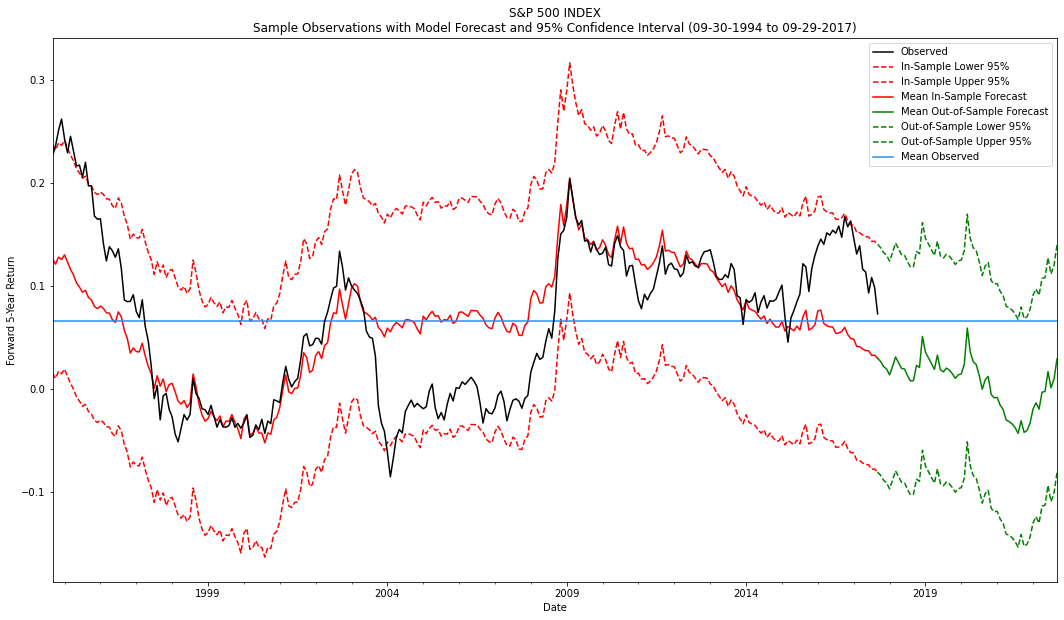 S&P 500 INDEX
Sample Observations with Model Forecast and 95% Confidence Interval (09-30-1994 to 09-29-2017)
Observed
In-Sample Lower 95%
In-Sample Upper 95%
Mean In-Sample Forecast
Mean Out-of-Sample Forecast
Out-of-Sample Lower 95%
Out-of-Sample Upper 95%
Mean Observed
Forward 5-Year Return
0.3
0.2
0.1
0.0
−0.1
1999
2004
2009
2014
2019
Date